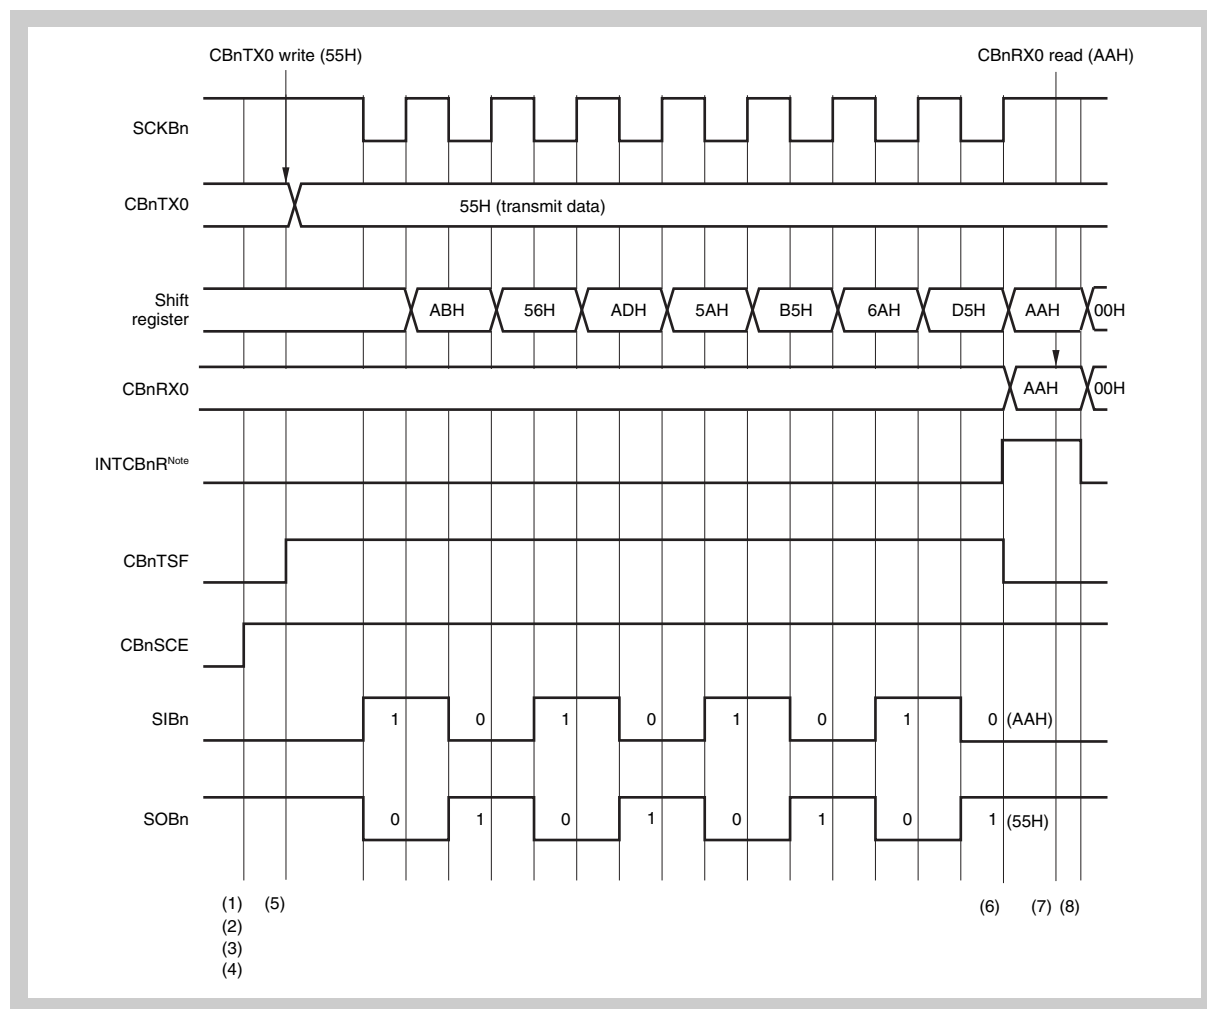 CBnTX0 write (55H)
CBnRX0 read (AAH)
SCKBn
CBnTX0
55H (transmit data)
Shift
register
ABH
56H
ADH
5AH
B5H
6AH
D5H
AAH
00H
CBnRX0
AAH
00H
INTCBnRNote
CBnTSF
CBnSCE
SIBn
1
0
1
0
1
0
1
0
(AAH)
SOBn
0
1
0
1
0
1
0
1
(55H)
(1)
(5)
(6)
(7)
(8)
(2)
(3)
(4)